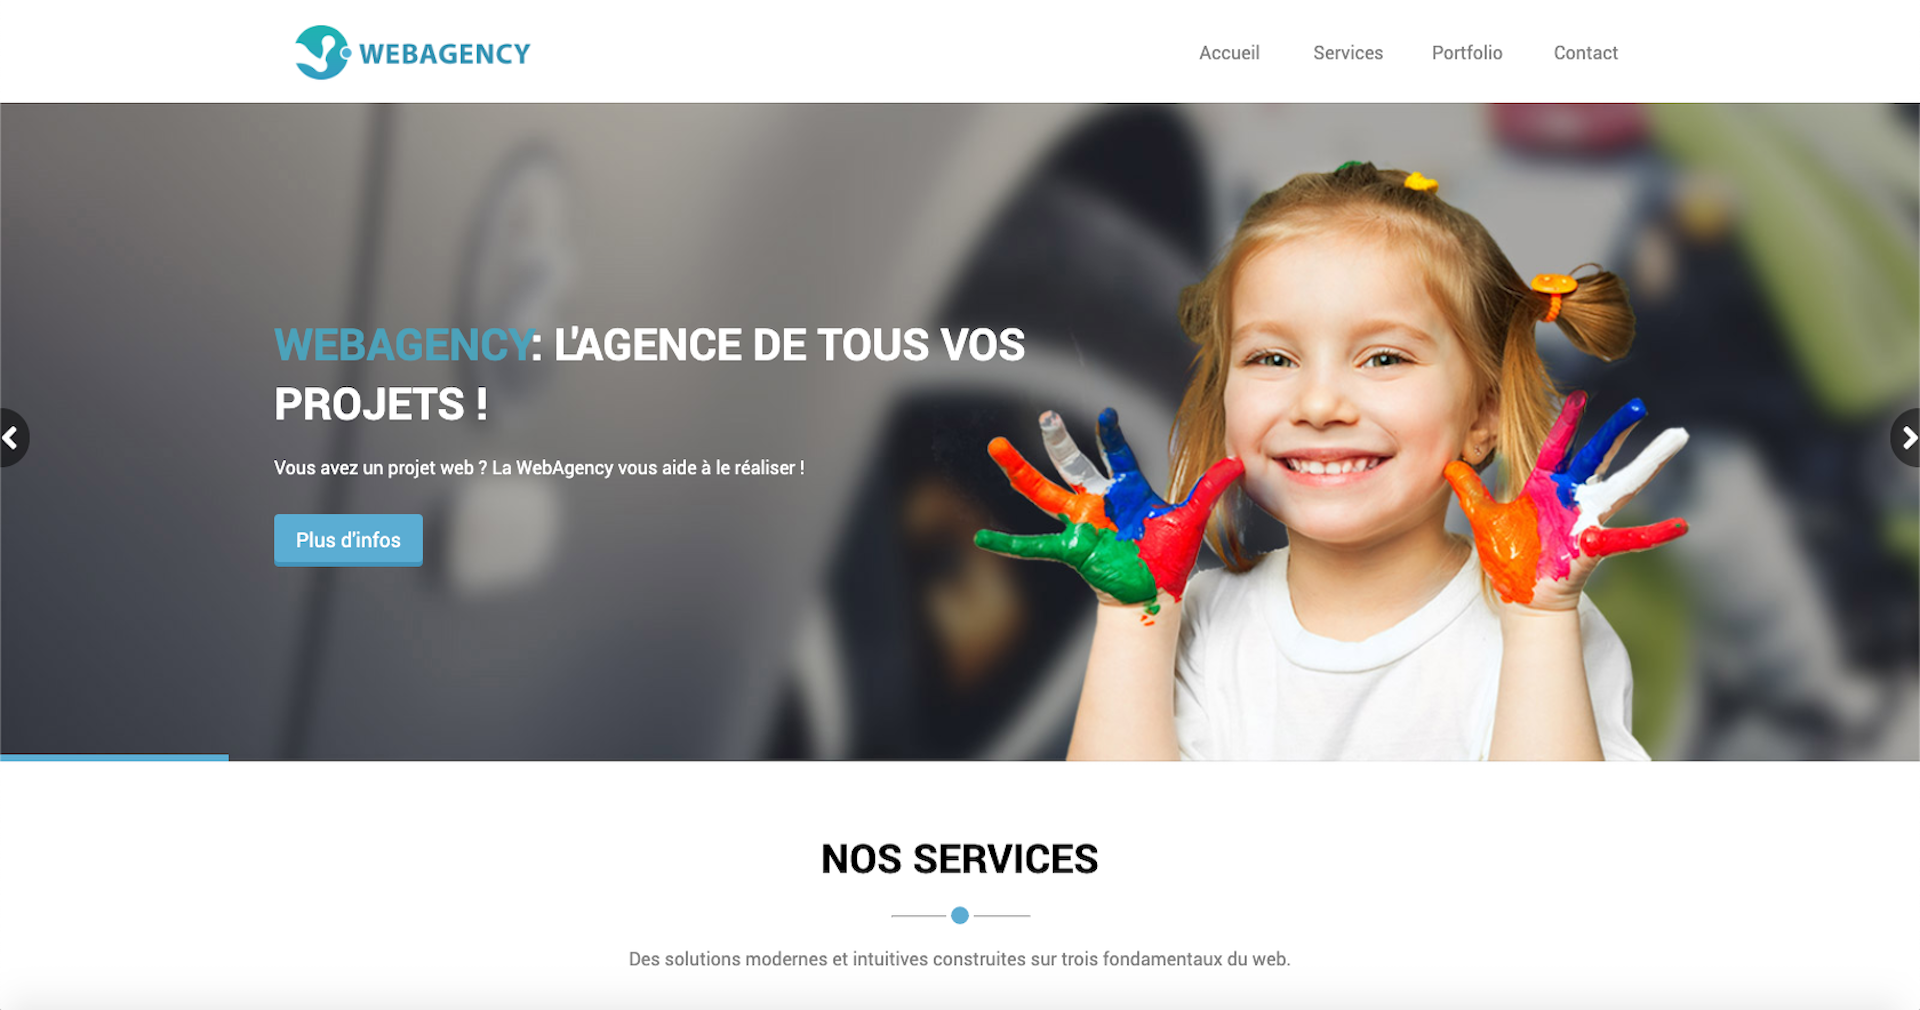 WEBAGENCY
Accueil Services Portfolio Contact
WEBAGENCY: L'AGENCE DE TOUS VOS
PROJETS !
Vous avez un projet web ? La WebAgency vous aide à le réaliser !
Plus d'infos
NOS SERVICES
Des solutions modernes et intuitives construites sur trois fondamentaux du web.